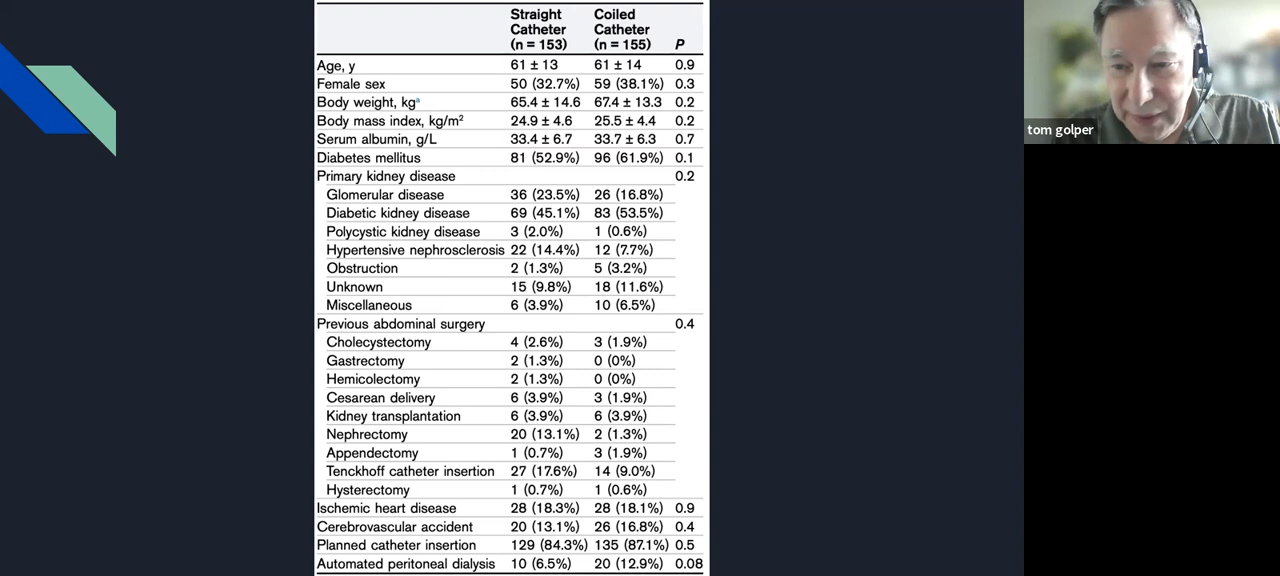 Straight Catheter (n = 153) Coiled Catheter (n = 155) P
Age, y 61 ± 13 61 ± 14 0.9
Female sex 50 (32.7%) 59 (38.1%) 0.3
Body weight, kgᵃ 65.4 ± 14.6 67.4 ± 13.3 0.2
Body mass index, kg/m² 24.9 ± 4.6 25.5 ± 4.4 0.2
Serum albumin, g/L 33.4 ± 6.7 33.7 ± 6.3 0.7
Diabetes mellitus 81 (52.9%) 96 (61.9%) 0.1
Primary kidney disease 0.2
Glomerular disease 36 (23.5%) 26 (16.8%)
Diabetic kidney disease 69 (45.1%) 83 (53.5%)
Polycystic kidney disease 3 (2.0%) 1 (0.6%)
Hypertensive nephrosclerosis 22 (14.4%) 12 (7.7%)
Obstruction 2 (1.3%) 5 (3.2%)
Unknown 15 (9.8%) 18 (11.6%)
Miscellaneous 6 (3.9%) 10 (6.5%)
Previous abdominal surgery 0.4
Cholecystectomy 4 (2.6%) 3 (1.9%)
Gastrectomy 2 (1.3%) 0 (0%)
Hemicolectomy 2 (1.3%) 0 (0%)
Cesarean delivery 6 (3.9%) 3 (1.9%)
Kidney transplantation 6 (3.9%) 6 (3.9%)
Nephrectomy 20 (13.1%) 2 (1.3%)
Appendectomy 1 (0.7%) 3 (1.9%)
Tenckhoff catheter insertion 27 (17.6%) 14 (9.0%)
Hysterectomy 1 (0.7%) 1 (0.6%)
Ischemic heart disease 28 (18.3%) 28 (18.1%) 0.9
Cerebrovascular accident 20 (13.1%) 26 (16.8%) 0.4
Planned catheter insertion 129 (84.3%) 135 (87.1%) 0.5
Automated peritoneal dialysis 10 (6.5%) 20 (12.9%) 0.08
tom golper